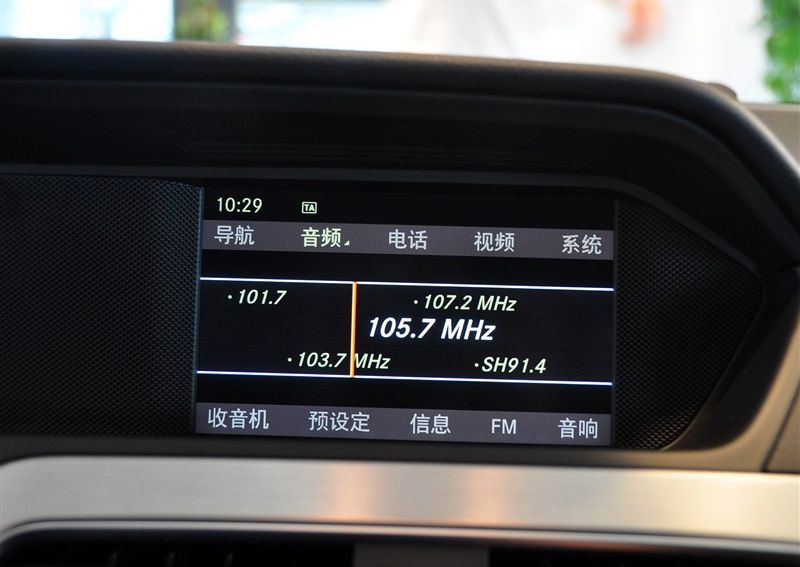 10:29 TA
导航 音频 电话 视频 系统
·101.7 ·107.2 MHz
105.7 MHz
·103.7 MHz ·SH91.4
收音机 预设定 信息 FM 音响